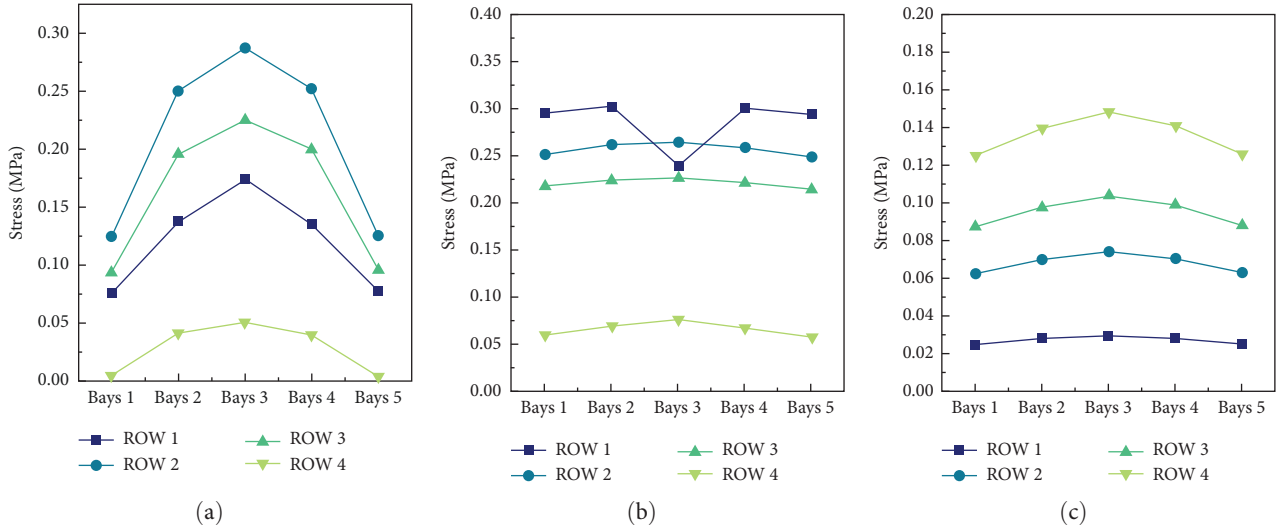 Stress (MPa)
0.30
0.25
0.20
0.15
0.10
0.05
0.00
Bays 1 Bays 2 Bays 3 Bays 4 Bays 5
ROW 1 ROW 3
ROW 2 ROW 4
(a)
Stress (MPa)
0.40
0.35
0.30
0.25
0.20
0.15
0.10
0.05
0.00
Bays 1 Bays 2 Bays 3 Bays 4 Bays 5
ROW 1 ROW 3
ROW 2 ROW 4
(b)
Stress (MPa)
0.20
0.18
0.16
0.14
0.12
0.10
0.08
0.06
0.04
0.02
0.00
Bays 1 Bays 2 Bays 3 Bays 4 Bays 5
ROW 1 ROW 3
ROW 2 ROW 4
(c)